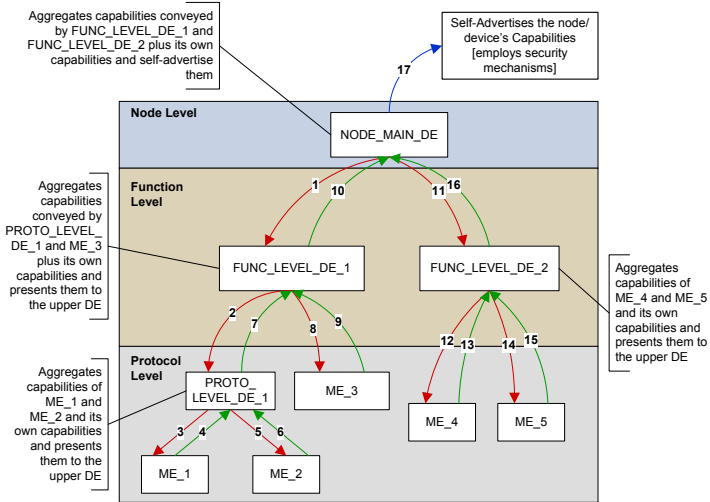 Aggregates capabilities conveyed
by FUNC_LEVEL_DE_1 and
FUNC_LEVEL_DE_2 plus its own
capabilities and self-advertise
them
Self-Advertises the node/
device's Capabilities
[employs security
mechanisms]
17
Node Level
NODE_MAIN_DE
Function
Level
1
10
11
16
Aggregates
capabilities
conveyed by
PROTO_LEVEL_
DE_1 and ME_3
plus its own
capabilities and
presents them to
the upper DE
FUNC_LEVEL_DE_1
FUNC_LEVEL_DE_2
Aggregates
capabilities of
ME_4 and ME_5
and its own
capabilities and
presents them to
the upper DE
2
7
8
9
12
13
14
15
Protocol
Level
Aggregates
capabilities of
ME_1 and
ME_2 and its
own capabilities
and presents
them to the
upper DE
PROTO_
LEVEL_DE_1
ME_3
ME_4
ME_5
3
4
5
6
ME_1
ME_2